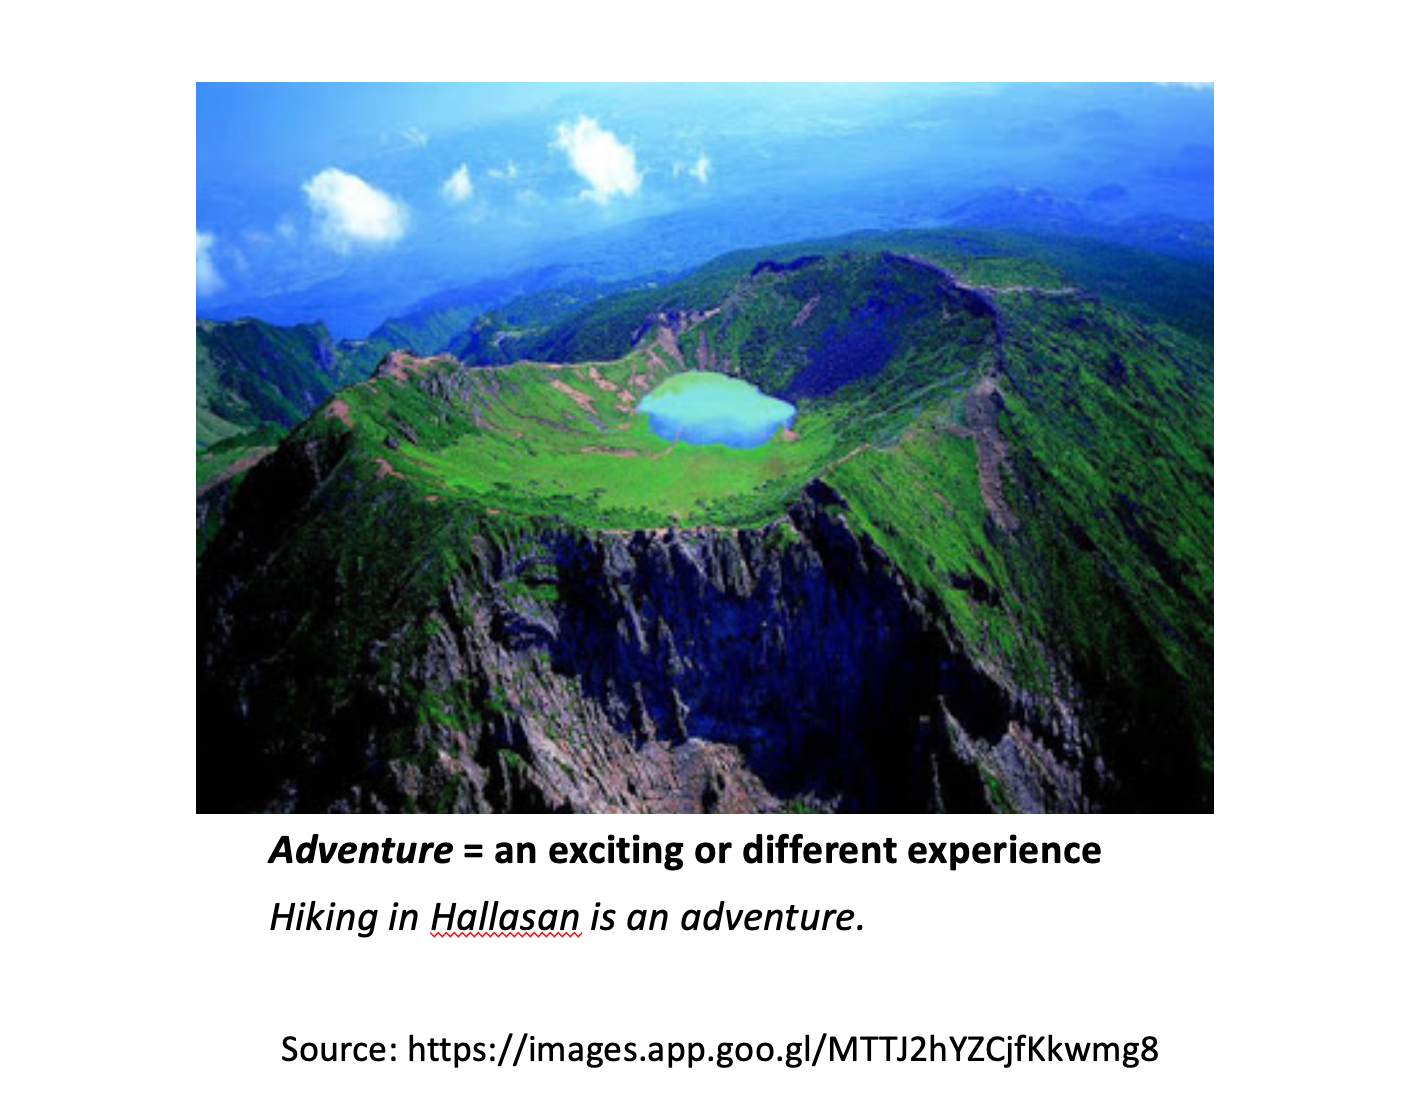 Adventure = an exciting or different experience
Hiking in Hallasan is an adventure.
Source: https://images.app.goo.gl/MTTJ2hYZCjfKkwmg8